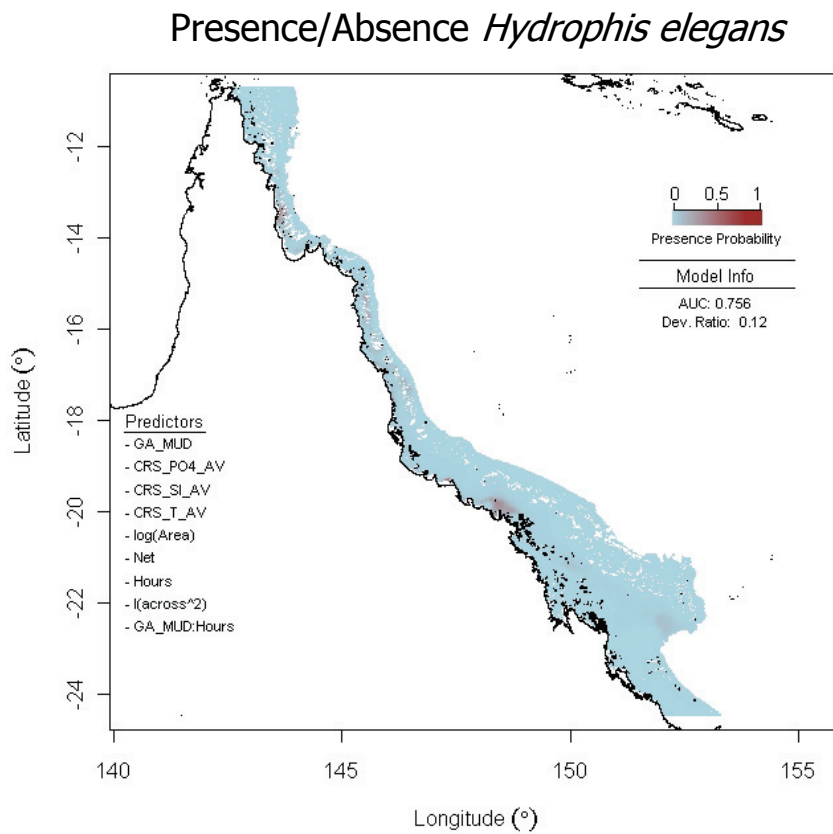 Presence/Absence Hydrophis elegans
0 0.5 1
Presence Probability
Model Info
AUC: 0.756
Dev. Ratio: 0.12
Predictors
- GA_MUD
- CRS_PO4_AV
- CRS_SI_AV
- CRS_T_AV
- log(Area)
- Net
- Hours
- I(across^2)
- GA_MUD:Hours
Latitude (°)
-12
-14
-16
-18
-20
-22
-24
140 145 150 155
Longitude (°)